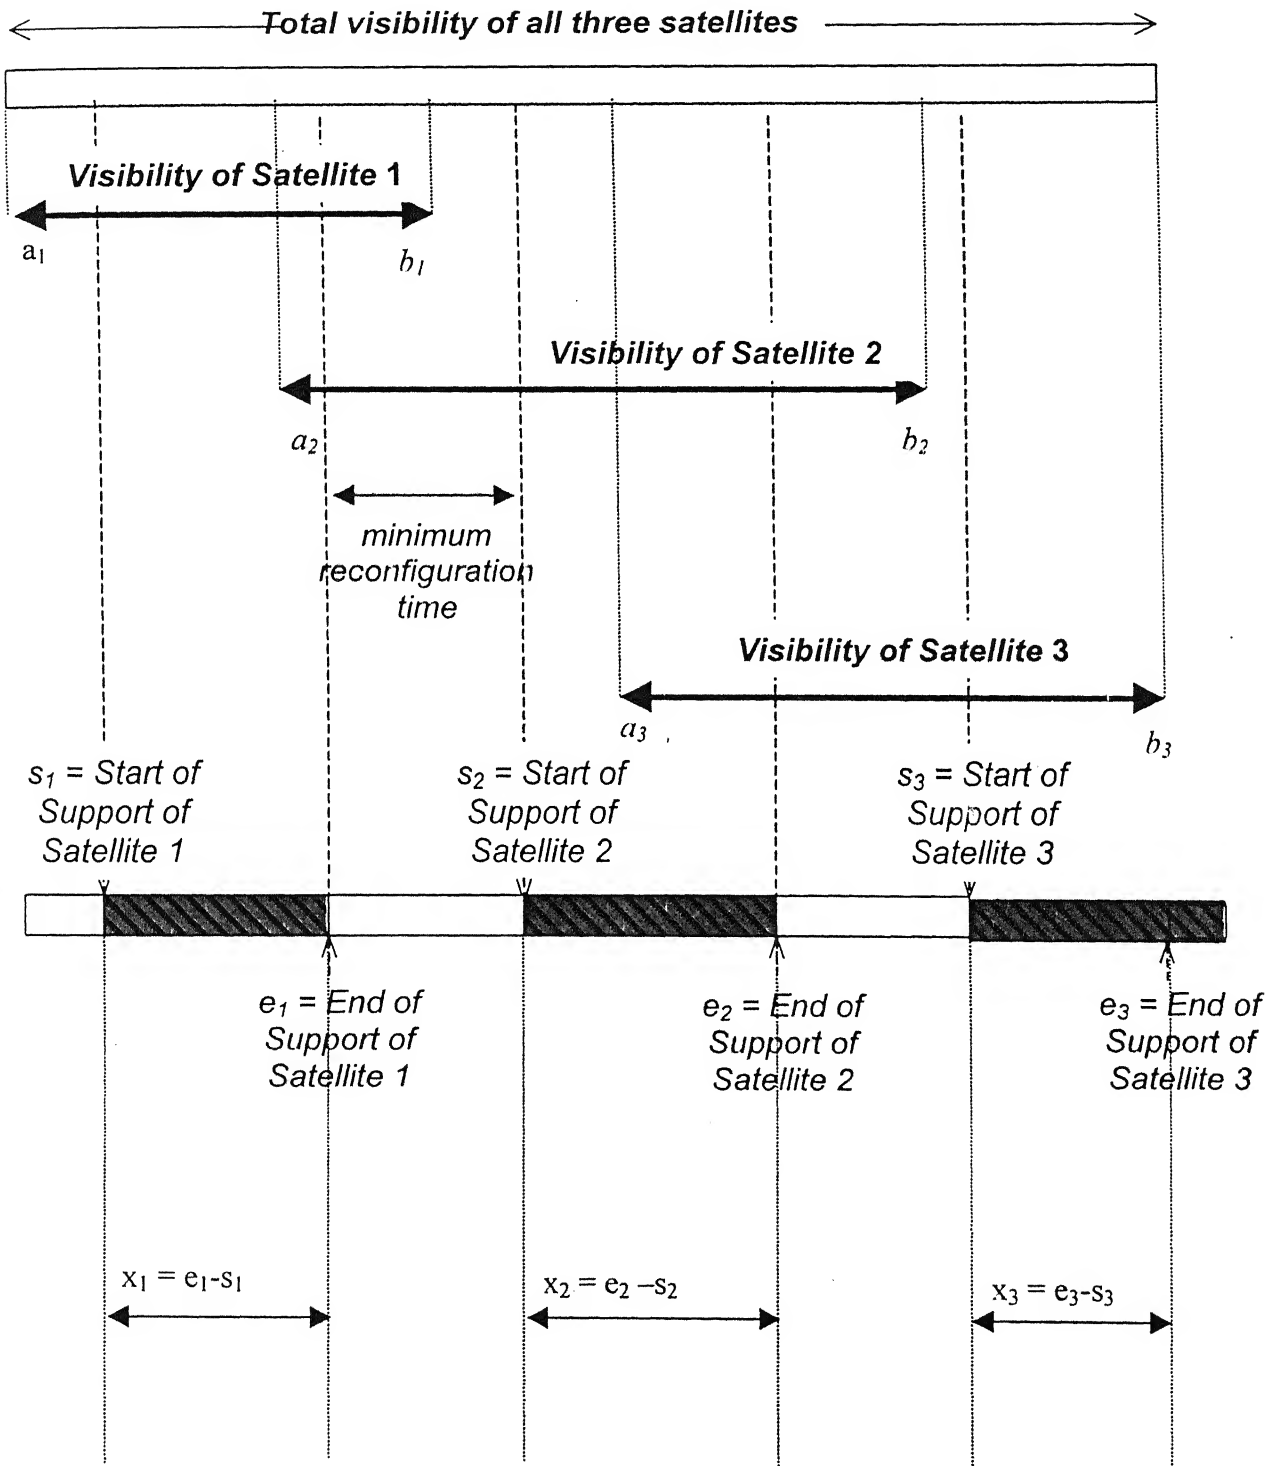 Total visibility of all three satellites
Visibility of Satellite 1
a₁
b₁
Visibility of Satellite 2
a₂
b₂
minimum
reconfiguration
time
Visibility of Satellite 3
a₃
b₃
s₁ = Start of
Support of
Satellite 1
s₂ = Start of
Support of
Satellite 2
s₃ = Start of
Support of
Satellite 3
e₁ = End of
Support of
Satellite 1
e₂ = End of
Support of
Satellite 2
e₃ = End of
Support of
Satellite 3
x₁ = e₁-s₁
x₂ = e₂ –s₂
x₃ = e₃-s₃